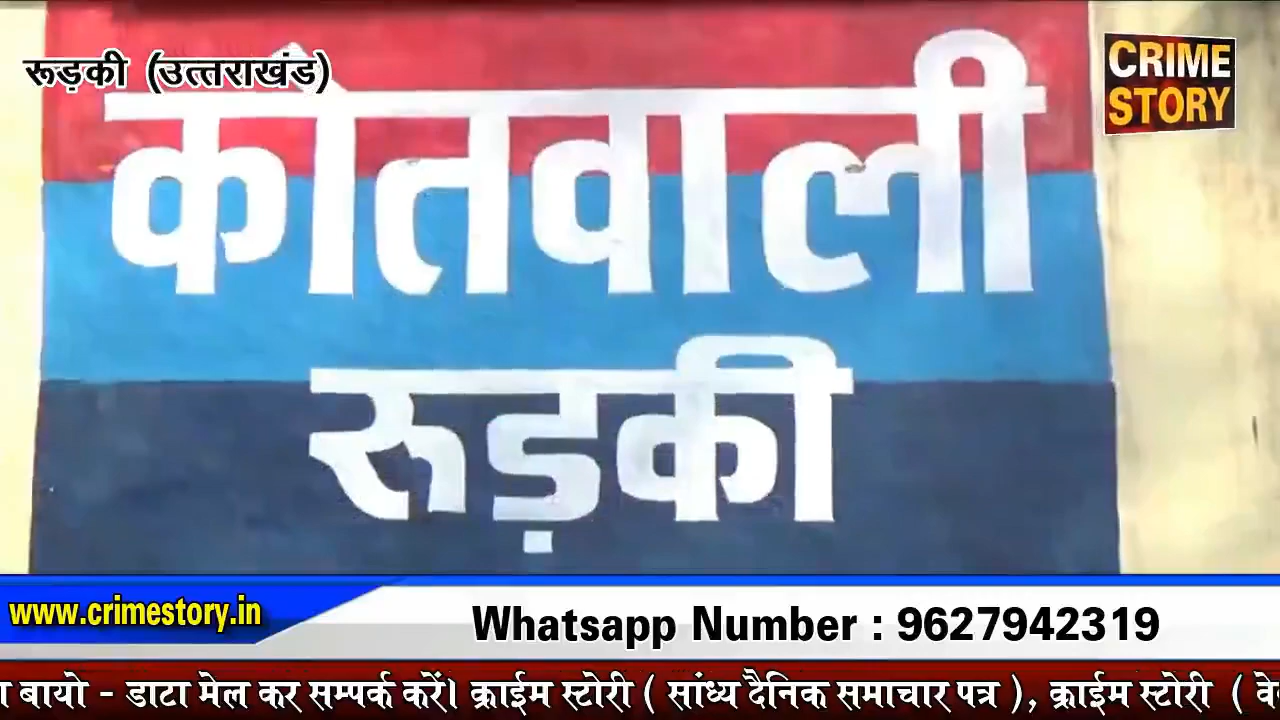 रूड़की (उत्तराखंड)
CRIME
STORY
कोतवाली
रूड़की
www.crimestory.in
Whatsapp Number : 9627942319
बायो - डाटा मेल कर सम्पर्क करें। क्राईम स्टोरी ( सांध्य दैनिक समाचार पत्र ), क्राईम स्टोरी (